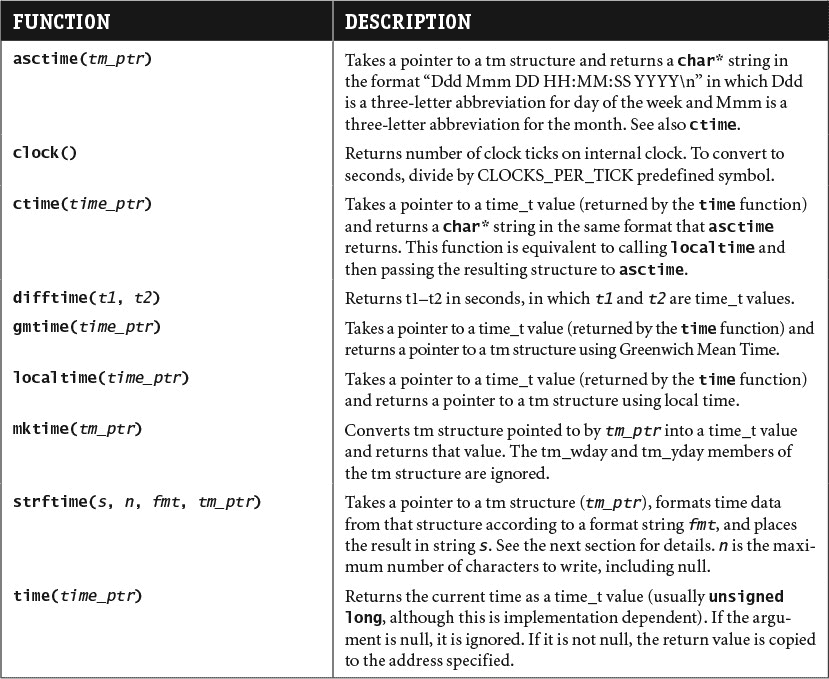 FUNCTION DESCRIPTION
asctime(tm_ptr) Takes a pointer to a tm structure and returns a char* string in
the format “Ddd Mmm DD HH:MM:SS YYYY\n” in which Ddd
is a three-letter abbreviation for day of the week and Mmm is a
three-letter abbreviation for the month. See also ctime.
clock() Returns number of clock ticks on internal clock. To convert to
seconds, divide by CLOCKS_PER_TICK predefined symbol.
ctime(time_ptr) Takes a pointer to a time_t value (returned by the time function)
and returns a char* string in the same format that asctime
returns. This function is equivalent to calling localtime and
then passing the resulting structure to asctime.
difftime(t1, t2) Returns t1–t2 in seconds, in which t1 and t2 are time_t values.
gmtime(time_ptr) Takes a pointer to a time_t value (returned by the time function) and
returns a pointer to a tm structure using Greenwich Mean Time.
localtime(time_ptr) Takes a pointer to a time_t value (returned by the time function)
and returns a pointer to a tm structure using local time.
mktime(tm_ptr) Converts tm structure pointed to by tm_ptr into a time_t value
and returns that value. The tm_wday and tm_yday members of
the tm structure are ignored.
strftime(s, n, fmt, tm_ptr) Takes a pointer to a tm structure (tm_ptr), formats time data
from that structure according to a format string fmt, and places
the result in string s. See the next section for details. n is the maxi-
mum number of characters to write, including null.
time(time_ptr) Returns the current time as a time_t value (usually unsigned
long, although this is implementation dependent). If the argu-
ment is null, it is ignored. If it is not null, the return value is copied
to the address specified.